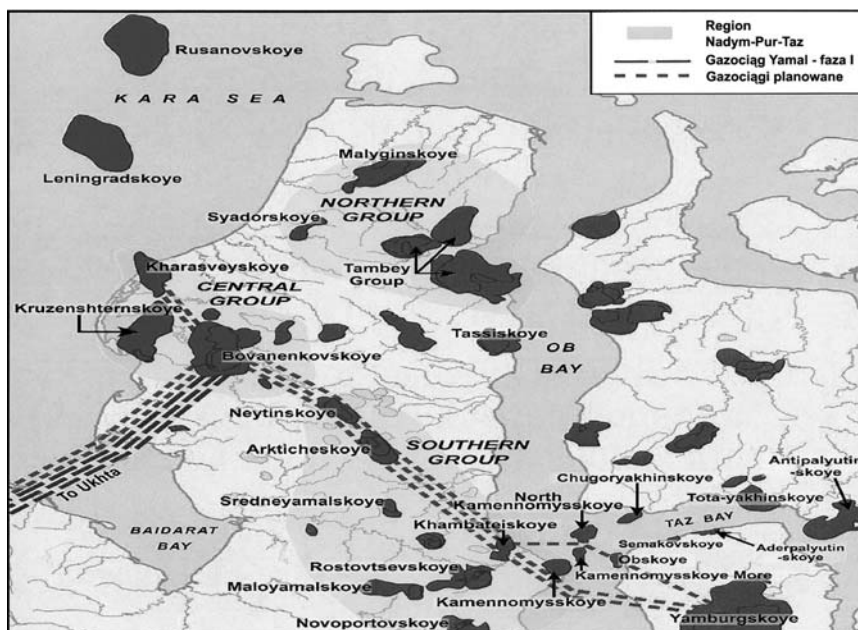 Region
Nadym-Pur-Taz
Gazociąg Yamal - faza I
Gazociągi planowane
Rusanovskoye
KARA SEA
Leningradskoye
Malyginskoye
NORTHERN
GROUP
Syadorskoye
Tambey
Group
Kharasveyskoye
CENTRAL
GROUP
Kruzenshternskoye
Bovanenkovskoye
Tassiskoye
OB
BAY
Neytinskoye
Arkticheskoye
SOUTHERN
GROUP
To Ukhta
BAIDARAT
BAY
Sredneyamalskoye
North
Kamennomysskoye
Chugoryakhinskoye
Antipalyutin
-skoye
Tota-yakhinskoye
TAZ BAY
Khambateiskoye
Semakovskoye
Aderpalyutin
-skoye
Obskoye
Rostovtsevskoye
Kamennomysskoye More
Maloyamalskoye
Kamennomysskoye
Yamburgskoye
Novoportovskoye